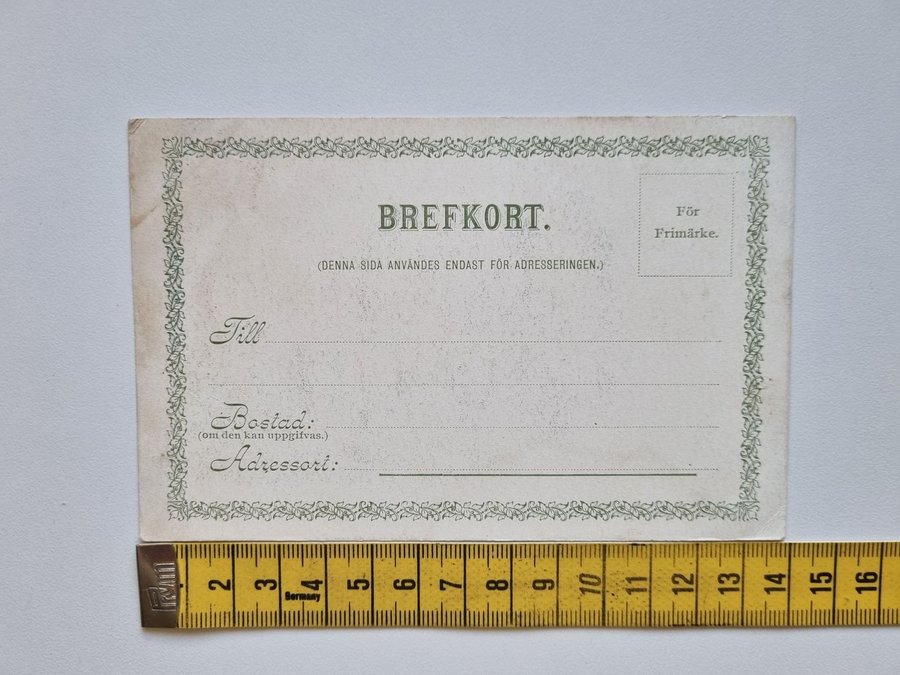 BREFKORT.
(DENNA SIDA ANVÄNDES ENDAST FÖR ADRESSERINGEN.)
För
Frimärke.
Till
Bostad:
(om den kan uppgifvas.)
Adressort:
2 3 4 5 6 7 8 9 10 11 12 13 14 15 16
Germany